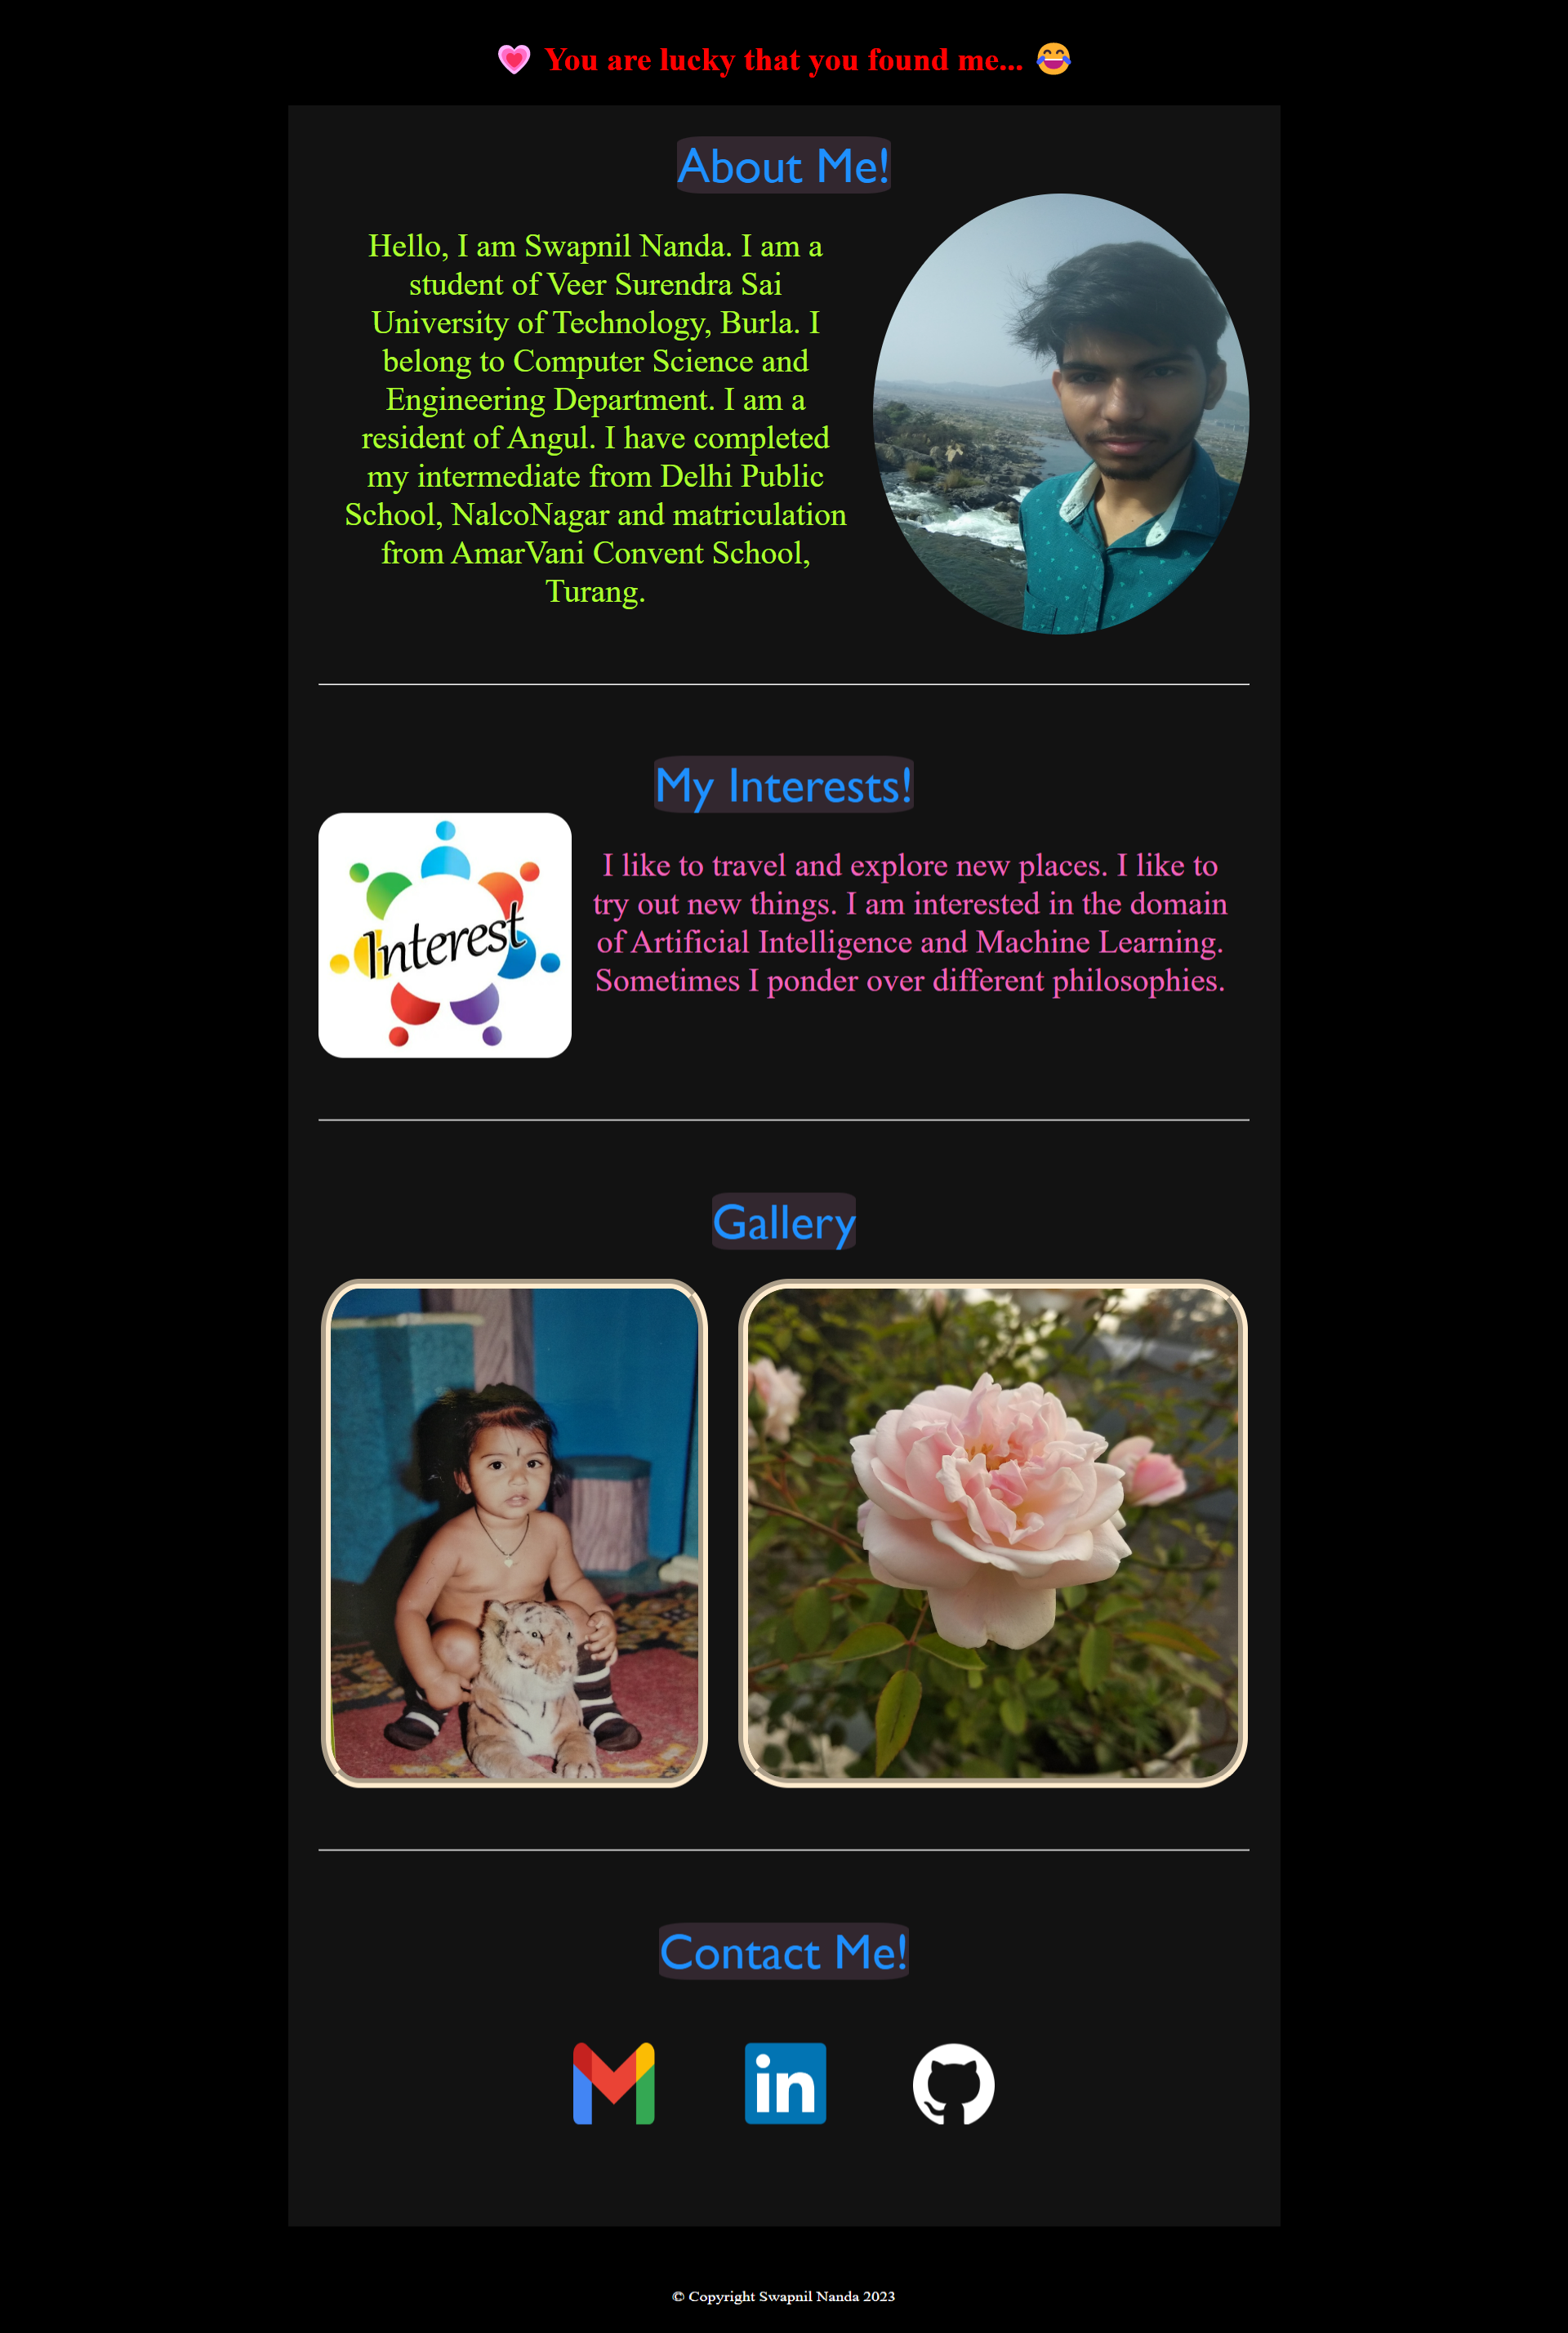 💗 You are lucky that you found me... 😂
About Me!
Hello, I am Swapnil Nanda. I am a
student of Veer Surendra Sai
University of Technology, Burla. I
belong to Computer Science and
Engineering Department. I am a
resident of Angul. I have completed
my intermediate from Delhi Public
School, NalcoNagar and matriculation
from AmarVani Convent School,
Turang.
My Interests!
Interest
I like to travel and explore new places. I like to
try out new things. I am interested in the domain
of Artificial Intelligence and Machine Learning.
Sometimes I ponder over different philosophies.
Gallery
Contact Me!
in
© Copyright Swapnil Nanda 2023